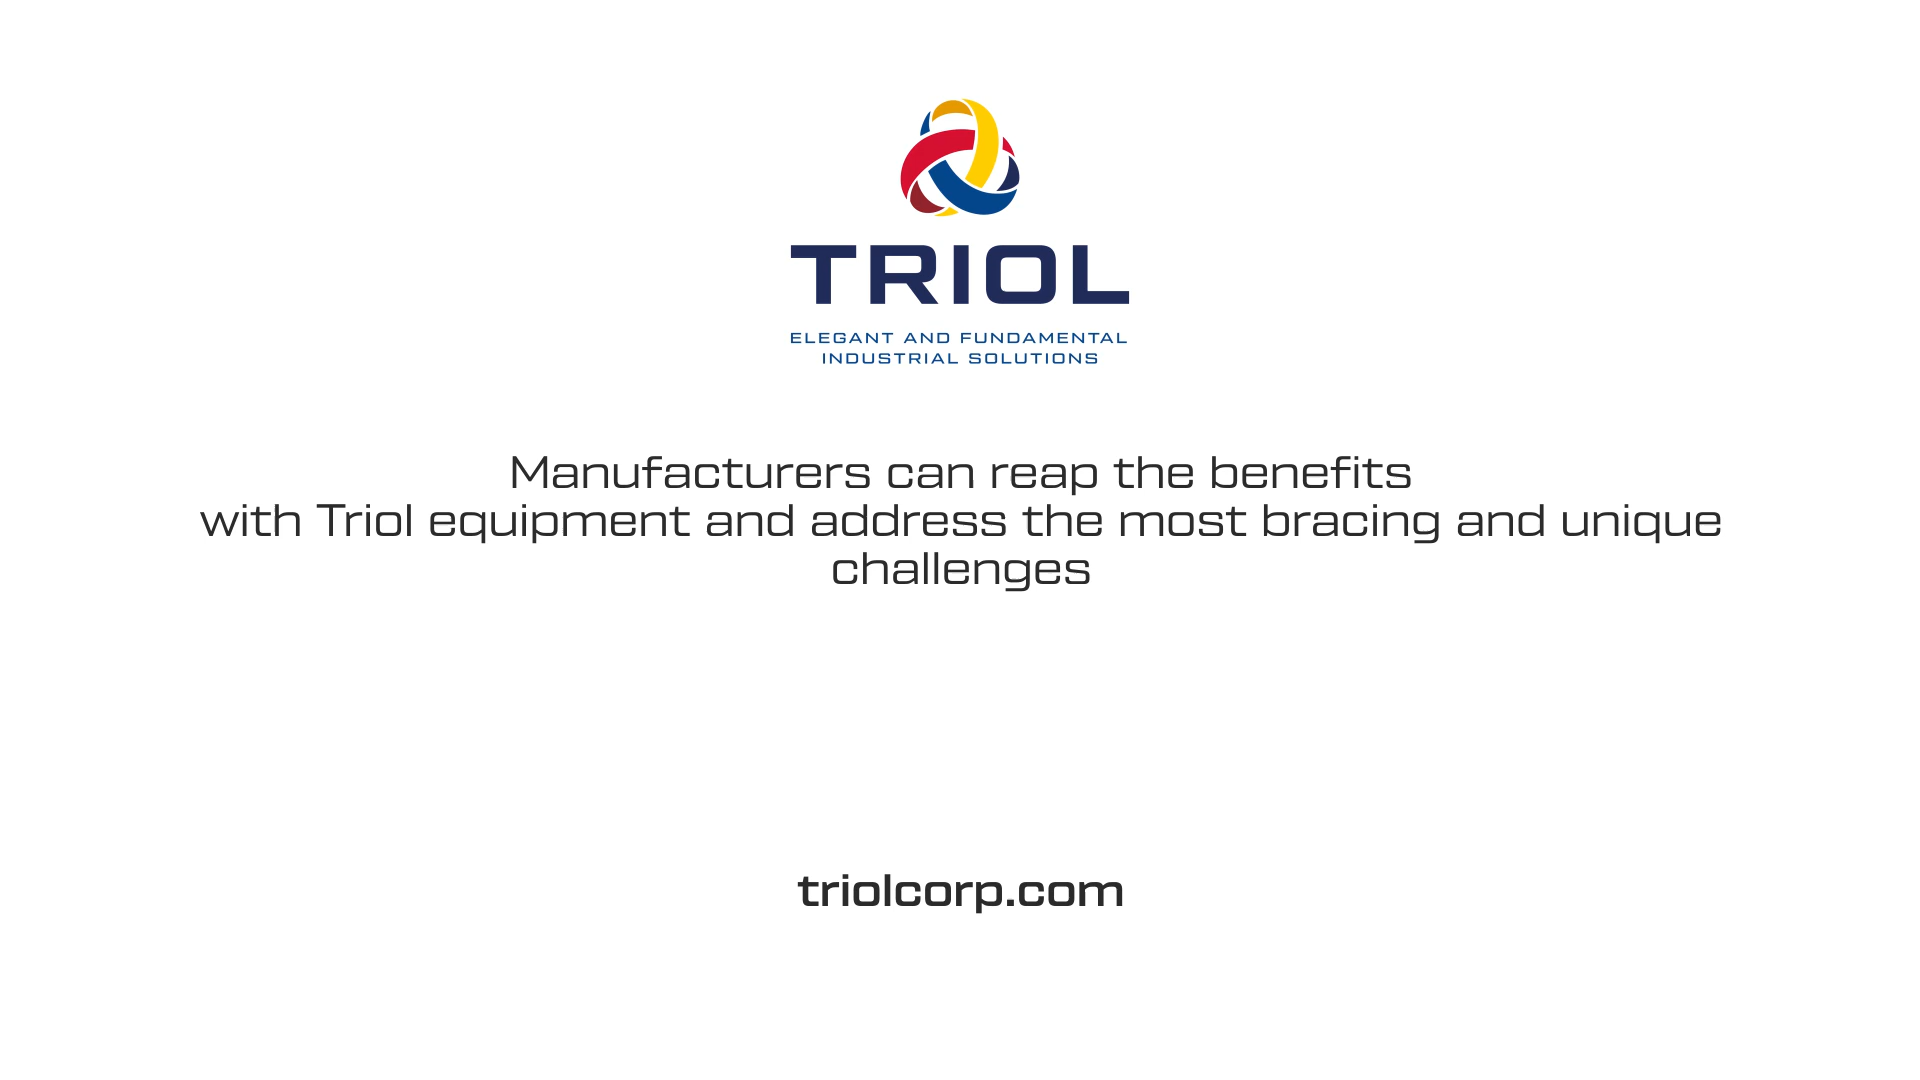 TRIOL
ELEGANT AND FUNDAMENTAL
INDUSTRIAL SOLUTIONS
Manufacturers can reap the benefits
with Triol equipment and address the most bracing and unique
challenges
triolcorp.com